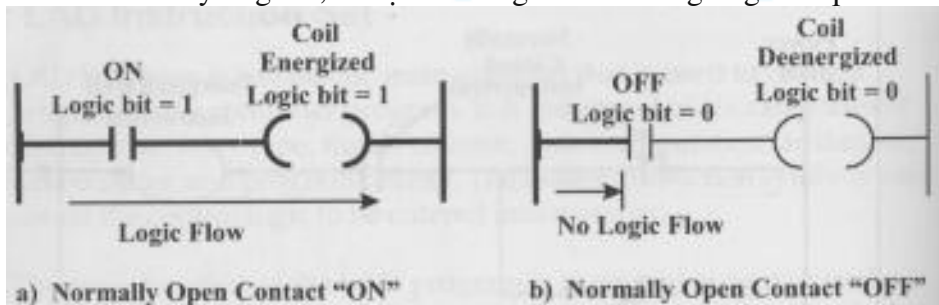 Coil
Energized
Logic bit = 1
ON
Logic bit = 1
Logic Flow
a) Normally Open Contact “ON”
Coil
Deenergized
Logic bit = 0
OFF
Logic bit = 0
No Logic Flow
b) Normally Open Contact “OFF”